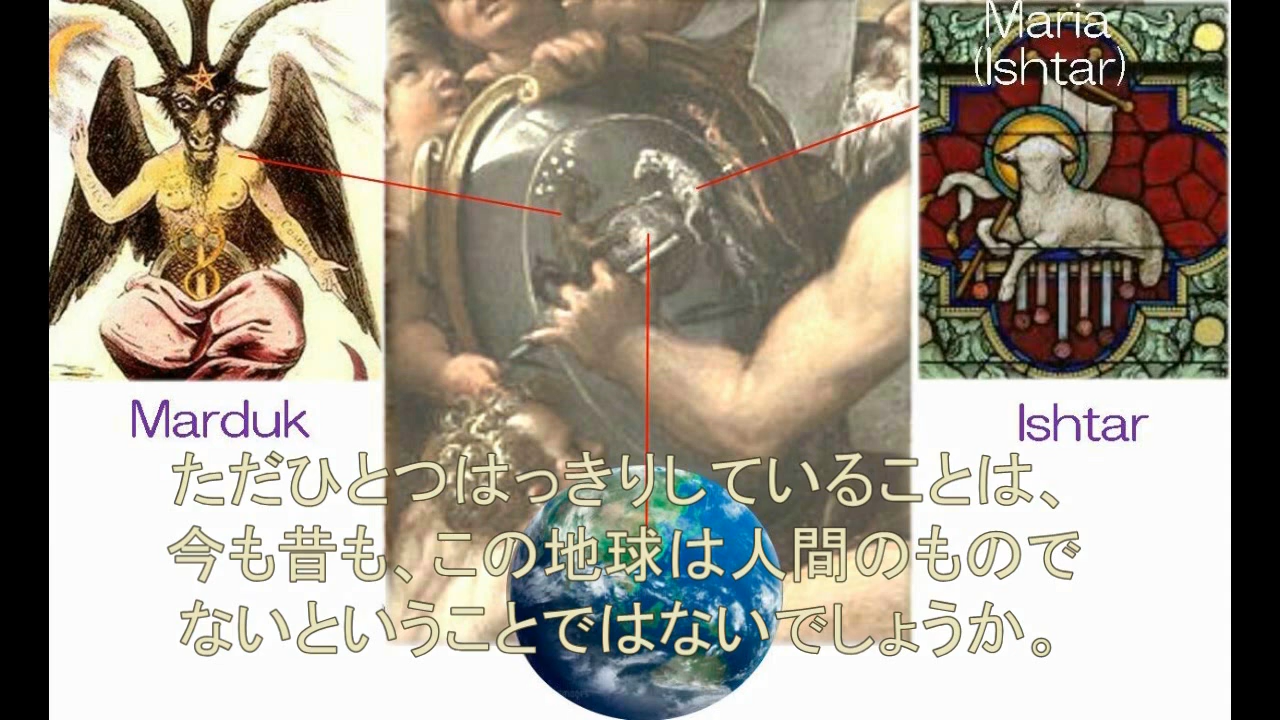 Maria
(Ishtar)
Marduk
Ishtar
ただひとつはっきりしていることは、
今も昔も、この地球は人間のもので
ないということではないでしょうか。